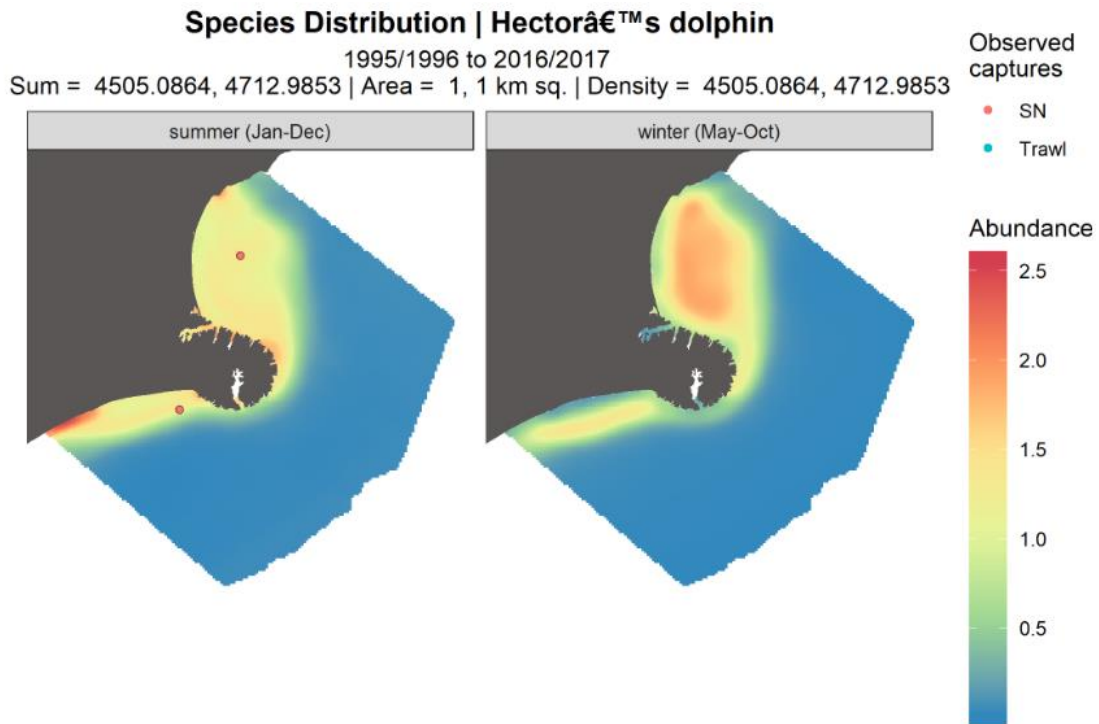 Species Distribution | Hectorâ€™s dolphin
1995/1996 to 2016/2017
Sum =  4505.0864, 4712.9853 | Area =  1, 1 km sq. | Density =  4505.0864, 4712.9853
summer (Jan-Dec)
winter (May-Oct)
Observed
captures
SN
Trawl
Abundance
2.5
2.0
1.5
1.0
0.5